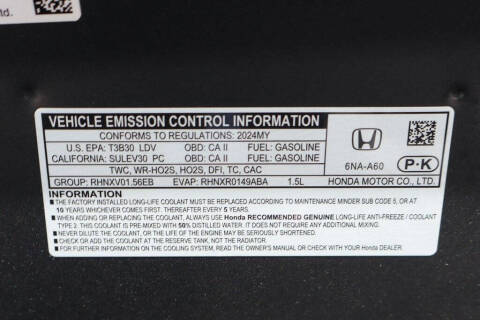 td.
VEHICLE EMISSION CONTROL INFORMATION
CONFORMS TO REGULATIONS: 2024MY
U.S. EPA: T3B30 LDV OBD: CA II FUEL: GASOLINE
CALIFORNIA: SULEV30 PC OBD: CA II FUEL: GASOLINE
TWC, WR-HO2S, HO2S, DFI, TC, CAC
6NA-A60
P-K
GROUP: RHNXV01.56EB EVAP: RHNXR0149ABA 1.5L HONDA MOTOR CO., LTD.
INFORMATION
■ THE FACTORY INSTALLED LONG-LIFE COOLANT MUST BE REPLACED ACCORDING TO MAINTENANCE MINDER SUB CODE 5, OR AT
10 YEARS WHICHEVER COMES FIRST. THEREAFTER EVERY 5 YEARS.
■ WHEN ADDING OR REPLACING THE COOLANT, ALWAYS USE Honda RECOMMENDED GENUINE LONG-LIFE ANTI-FREEZE / COOLANT
TYPE 2. THIS COOLANT IS PRE-MIXED WITH 50% DISTILLED WATER AND DOES NOT REQUIRE ADDITIONAL MIXING.
■ NEVER DILUTE THE COOLANT, OR THE LIFE OF THE ENGINE MAY BE SERIOUSLY SHORTENED.
■ CHECK AND ADD COOLANT AT THE RESERVE TANK, NOT THE RADIATOR.
■ FOR FURTHER INFORMATION ON THE COOLING SYSTEM, READ THE OWNER'S MANUAL OR CHECK WITH YOUR Honda DEALER.